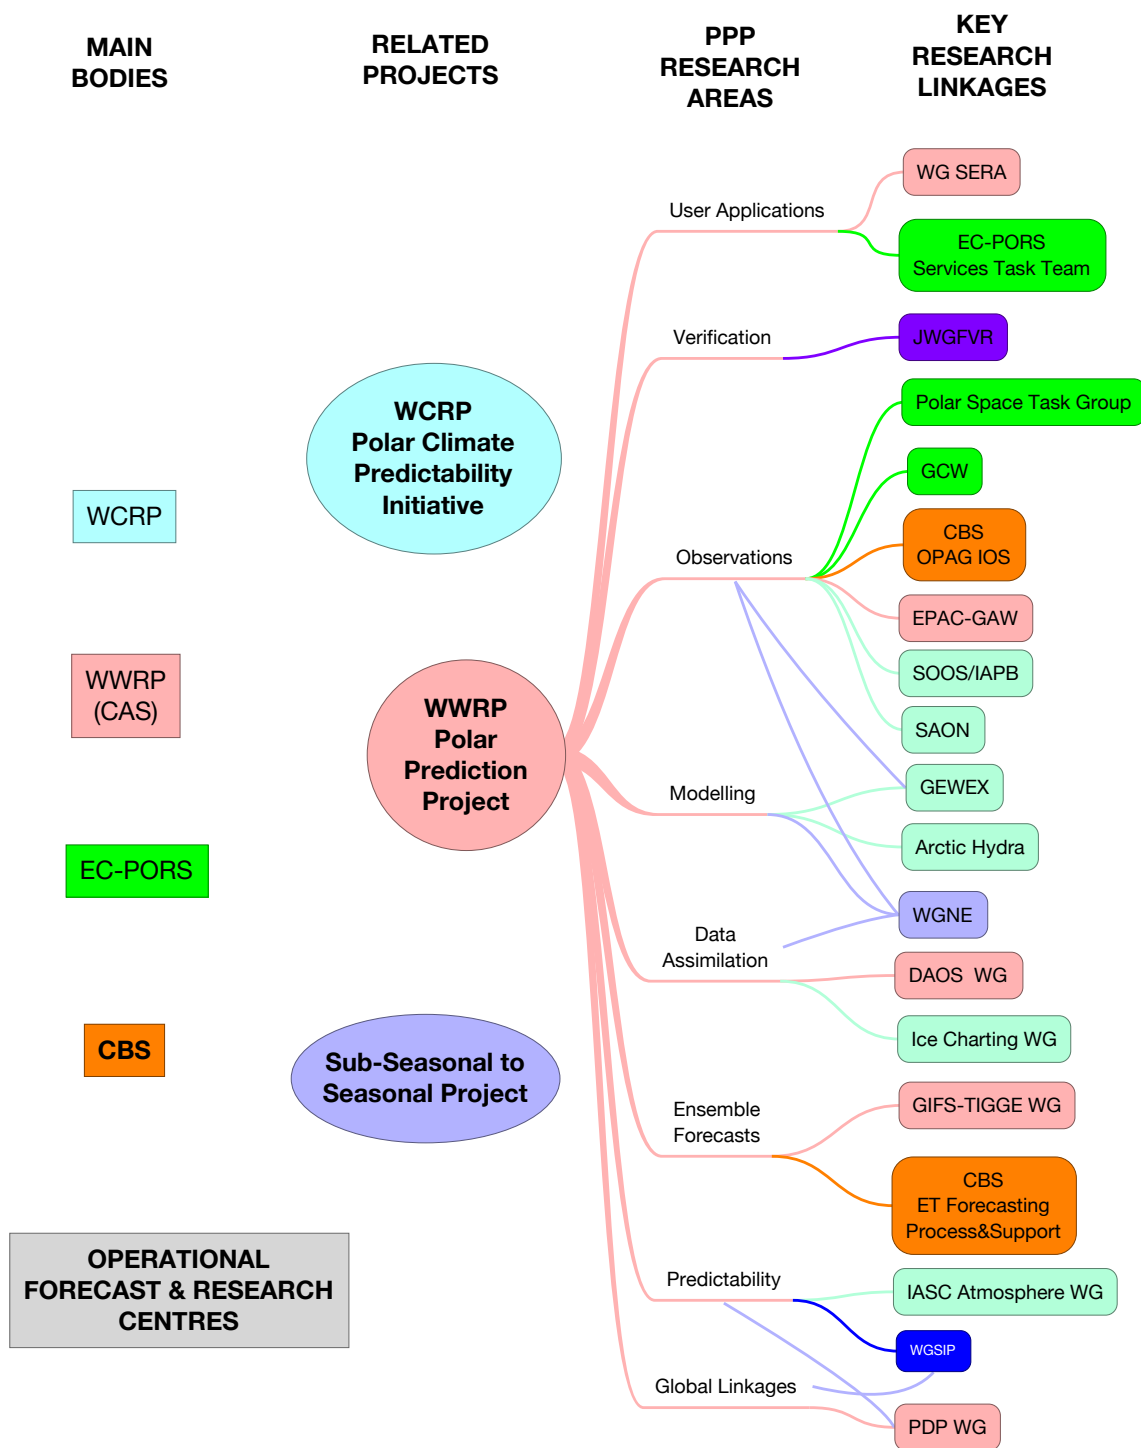 MAIN
BODIES
RELATED
PROJECTS
PPP
RESEARCH
AREAS
KEY
RESEARCH
LINKAGES
WCRP
WWRP
(CAS)
EC-PORS
CBS
OPERATIONAL
FORECAST & RESEARCH
CENTRES
WCRP
Polar Climate
Predictability
Initiative
WWRP
Polar
Prediction
Project
Sub-Seasonal to
Seasonal Project
User Applications
Verification
Observations
Modelling
Data
Assimilation
Ensemble
Forecasts
Predictability
Global Linkages
WG SERA
EC-PORS
Services Task Team
JWGFVR
Polar Space Task Group
GCW
CBS
OPAG IOS
EPAC-GAW
SOOS/IAPB
SAON
GEWEX
Arctic Hydra
WGNE
DAOS WG
Ice Charting WG
GIFS-TIGGE WG
CBS
ET Forecasting
Process&Support
IASC Atmosphere WG
WGSIP
PDP WG